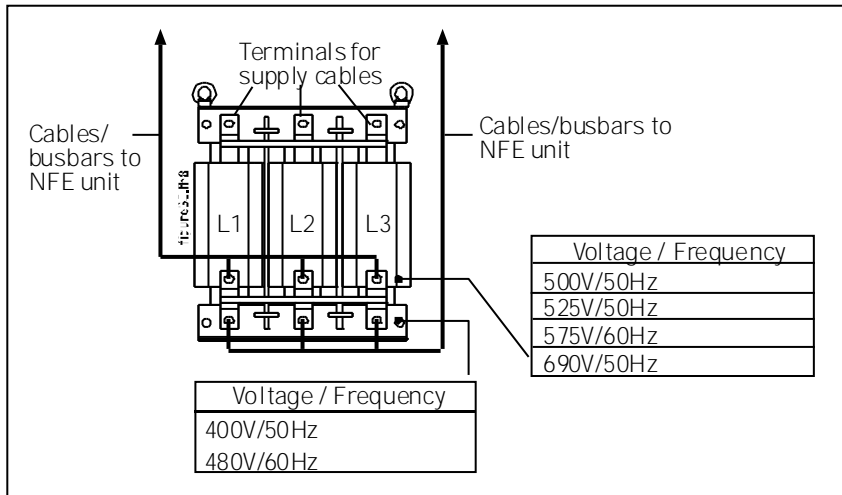 Terminals for
supply cables
Cables/
busbars to
NFE unit
Cables/busbars to
NFE unit
L1
L2
L3
Voltage / Frequency
500V/50Hz
525V/50Hz
575V/60Hz
690V/50Hz
Voltage / Frequency
400V/50Hz
480V/60Hz